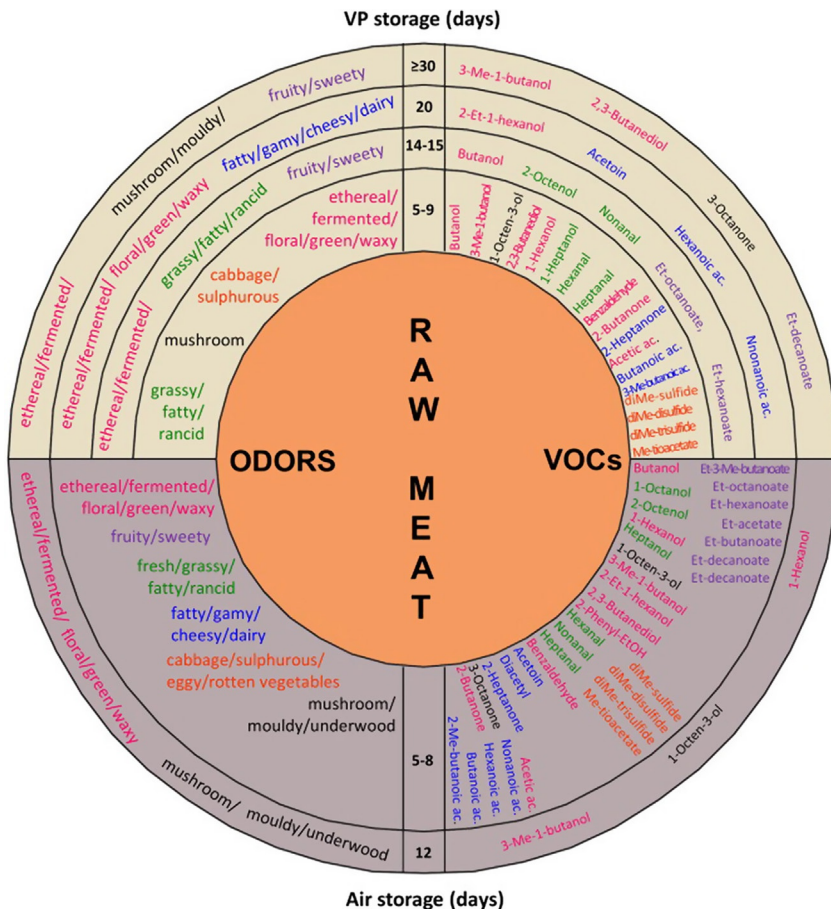 VP storage (days)
≥30
20
14-15
5-9
mushroom/mouldy/
fruity/sweety
ethereal/fermented/
fatty/gamy/cheesy/dairy
floral/green/waxy
ethereal/fermented/
fruity/sweety
grassy/fatty/rancid
ethereal/fermented/
ethereal/
fermented/
floral/green/waxy
cabbage/
sulphurous
mushroom
grassy/
fatty/
rancid
3-Me-1-butanol
2,3-Butanediol
3-Octanone
Et-decanoate
2-Et-1-hexanol
Acetoin
Hexanoic ac.
Nnonanoic ac.
Butanol
2-Octenol
Nonanal
Et-octanoate,
Et-hexanoate
Butanol
3-Me-1-butanol
1-Octen-3-ol
2,3-Butanediol
1-Hexanol
1-Heptanol
Hexanal
Heptanal
Benzaldehyde
2-Butanone
2-Heptanone
Acetic ac.
Butanoic ac.
3-Me-butanoic ac.
diMe-sulfide
diMe-disulfide
diMe-trisulfide
Me-tioacetate
RAW MEAT
ODORS
VOCs
ethereal/fermented/
floral/green/waxy
fruity/sweety
fresh/grassy/
fatty/rancid
fatty/gamy/
cheesy/dairy
cabbage/sulphurous/
eggy/rotten vegetables
mushroom/
mouldy/underwood
ethereal/fermented/ floral/green/waxy
mushroom/ mouldy/underwood
Butanol
1-Octanol
2-Octenol
1-Hexanol
Heptanol
1-Octen-3-ol
3-Me-1-butanol
2-Et-1-hexanol
2,3-Butanediol
2-Phenyl-EtOH
Hexanal
Nonanal
Heptanal
Benzaldehyde
Acetoin
Diacetyl
2-Heptanone
3-Octanone
2-Butanone
Et-3-Me-butanoate
Et-octanoate
Et-hexanoate
Et-acetate
Et-butanoate
Et-decanoate
Et-decanoate
diMe-sulfide
diMe-disulfide
diMe-trisulfide
Me-tioacetate
Acetic ac.
Nonanoic ac.
Hexanoic ac.
Butanoic ac.
2-Me-butanoic ac.
1-Hexanol
1-Octen-3-ol
3-Me-1-butanol
5-8
12
Air storage (days)